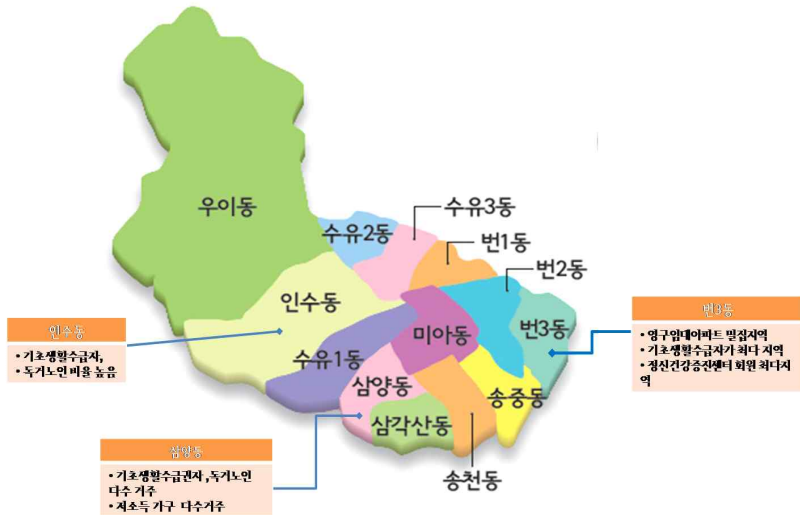 우이동
수유3동
수유2동
번1동
번2동
인수동
번3동
미아동
수유1동
삼양동
송중동
삼각산동
송천동
인수동
• 기초생활수급자,
• 독거노인 비율 높음
번3동
• 영구임대아파트 밀집지역
• 기초생활수급자가 최다 지역
• 정신건강증진센터 회원 최다지
역
삼양동
• 기초생활수급권자 ,독거노인
다수 거주
• 저소득 가구 다수거주